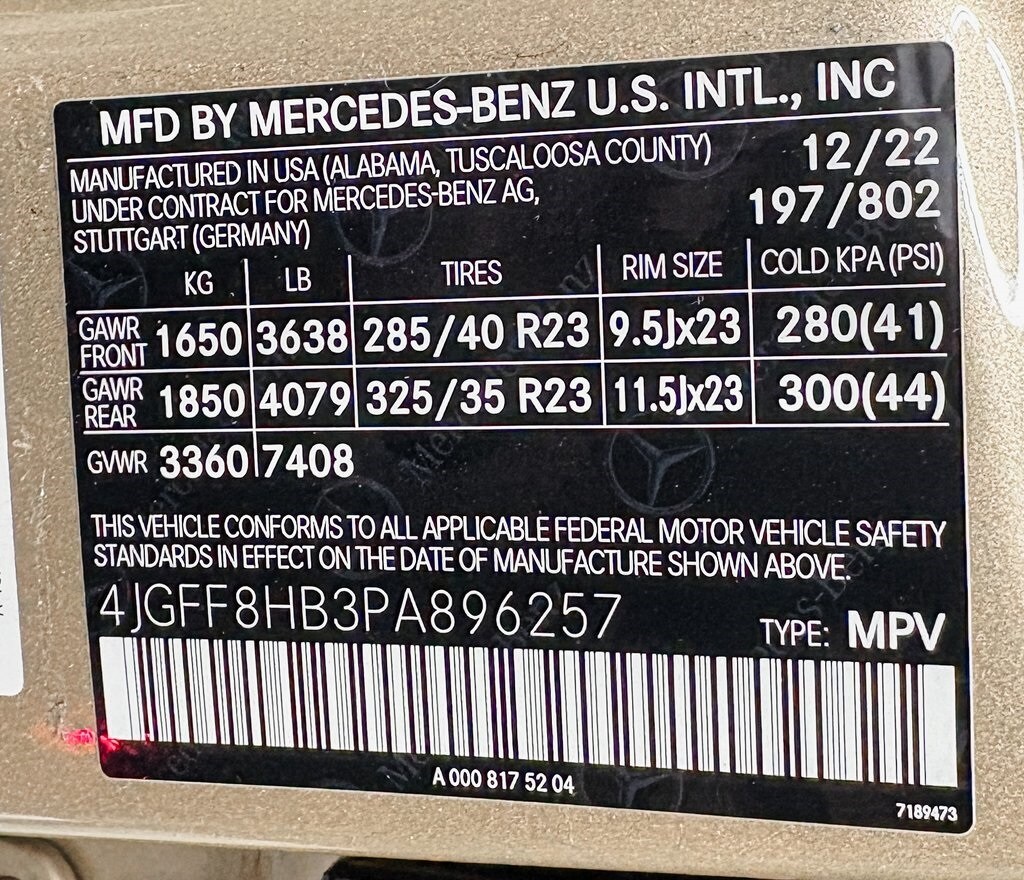 MFD BY MERCEDES-BENZ U.S. INTL., INC
MANUFACTURED IN USA (ALABAMA, TUSCALOOSA COUNTY) 12/22
UNDER CONTRACT FOR MERCEDES-BENZ AG, 197/802
STUTTGART (GERMANY)
KG LB TIRES RIM SIZE COLD KPA (PSI)
GAWR FRONT 1650 3638 285/40 R23 9.5Jx23 280(41)
GAWR REAR 1850 4079 325/35 R23 11.5Jx23 300(44)
GVWR 3360 7408
THIS VEHICLE CONFORMS TO ALL APPLICABLE FEDERAL MOTOR VEHICLE SAFETY
STANDARDS IN EFFECT ON THE DATE OF MANUFACTURE SHOWN ABOVE.
4JGFF8HB3PA896257 TYPE: MPV
A 000 817 52 04
7189473